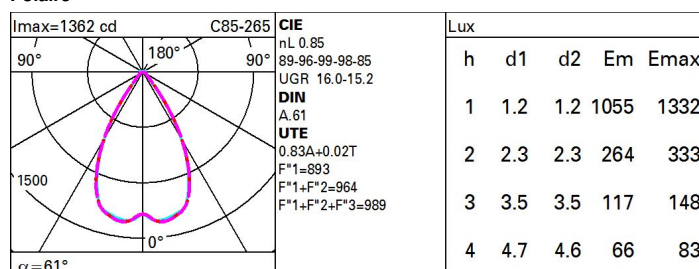 Imax=1362 cd C85-265
90° 180° 90°
1500
0°
α=61°
CIE
nL 0.85
89-96-99-98-85
UGR 16.0-15.2
DIN
A.61
UTE
0.83A+0.02T
F"1=893
F"1+F"2=964
F"1+F"2+F"3=989
Lux
h d1 d2 Em Emax
1 1.2 1.2 1055 1332
2 2.3 2.3 264 333
3 3.5 3.5 117 148
4 4.7 4.6 66 83